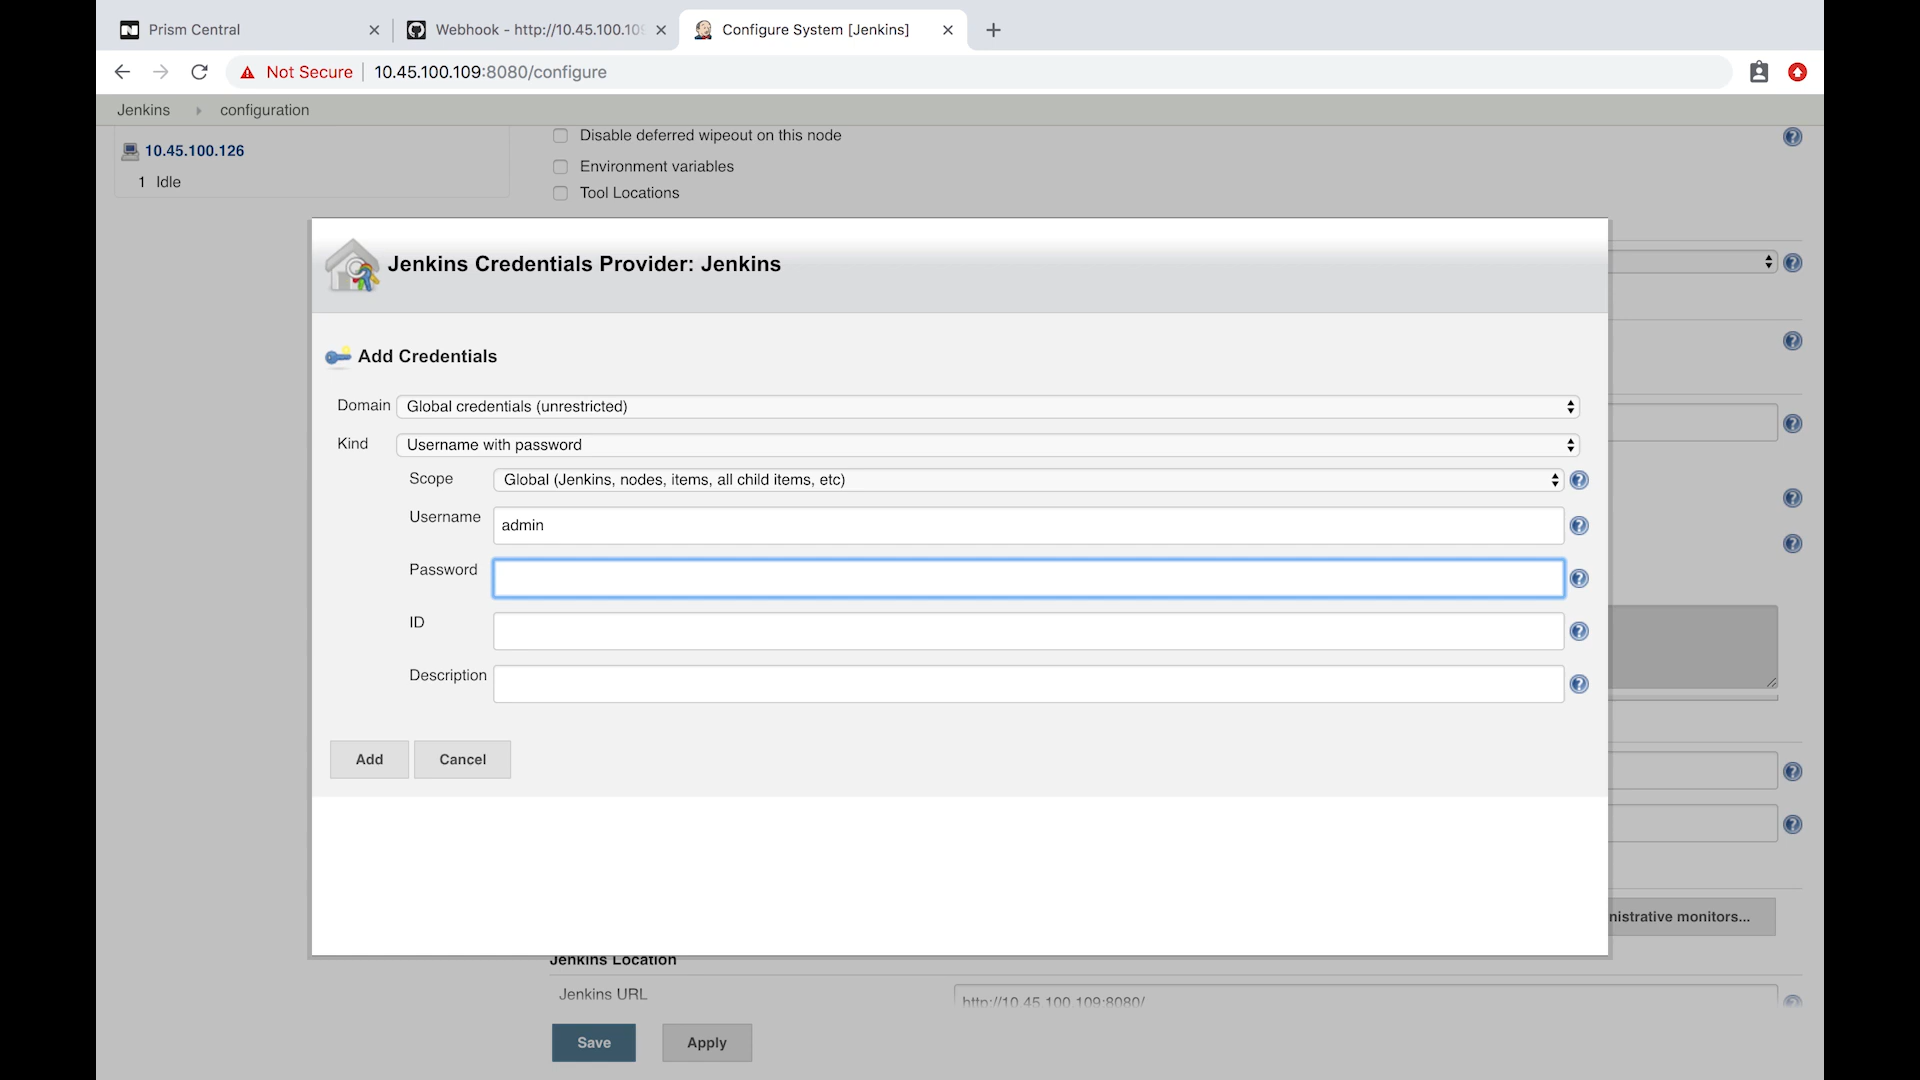 Prism Central
Webhook - http://10.45.100.109
Configure System [Jenkins]
Not Secure
10.45.100.109:8080/configure
Jenkins
configuration
10.45.100.126
1 Idle
Disable deferred wipeout on this node
Environment variables
Tool Locations
Jenkins Credentials Provider: Jenkins
Add Credentials
Domain
Global credentials (unrestricted)
Kind
Username with password
Scope
Global (Jenkins, nodes, items, all child items, etc)
Username
admin
Password
ID
Description
Add
Cancel
nistrative monitors...
Jenkins Location
Jenkins URL
http://10.45.100.109:8080/
Save
Apply